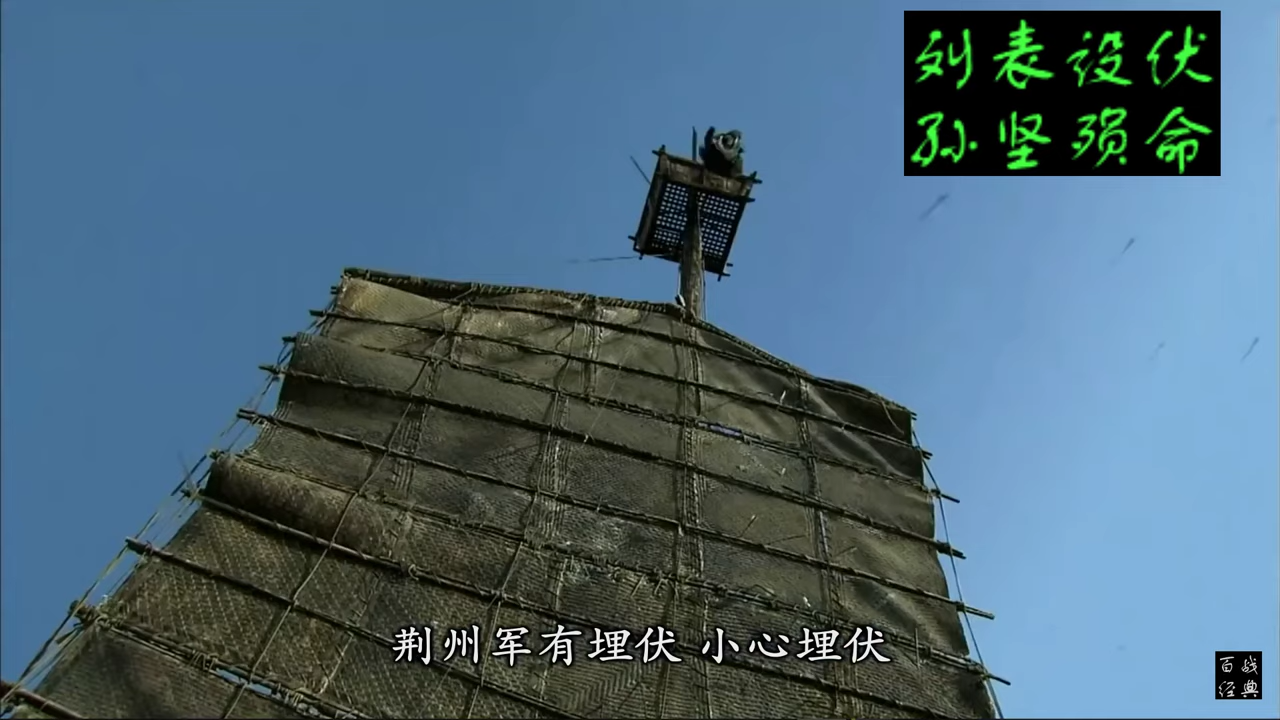 刘表设伏
孙坚殒命
荆州军有埋伏 小心埋伏
百战
经典